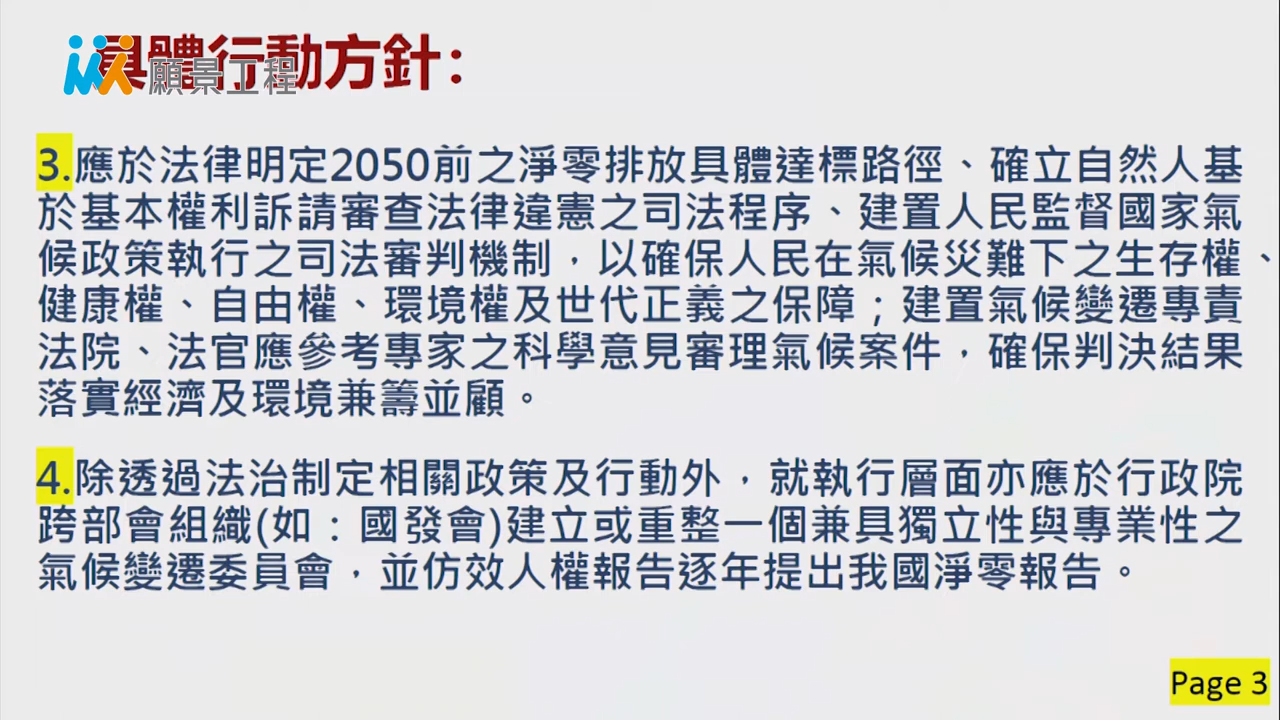 具體行動方針：
願景工程
3.應於法律明定2050前之淨零排放具體達標路徑、確立自然人基
於基本權利訴請審查法律違憲之司法程序、建置人民監督國家氣
候政策執行之司法審判機制，以確保人民在氣候災難下之生存權、
健康權、自由權、環境權及世代正義之保障；建置氣候變遷專責
法院、法官應參考專家之科學意見審理氣候案件，確保判決結果
落實經濟及環境兼籌並顧。
4.除透過法治制定相關政策及行動外，就執行層面亦應於行政院
跨部會組織(如：國發會)建立或重整一個兼具獨立性與專業性之
氣候變遷委員會，並仿效人權報告逐年提出我國淨零報告。
Page 3